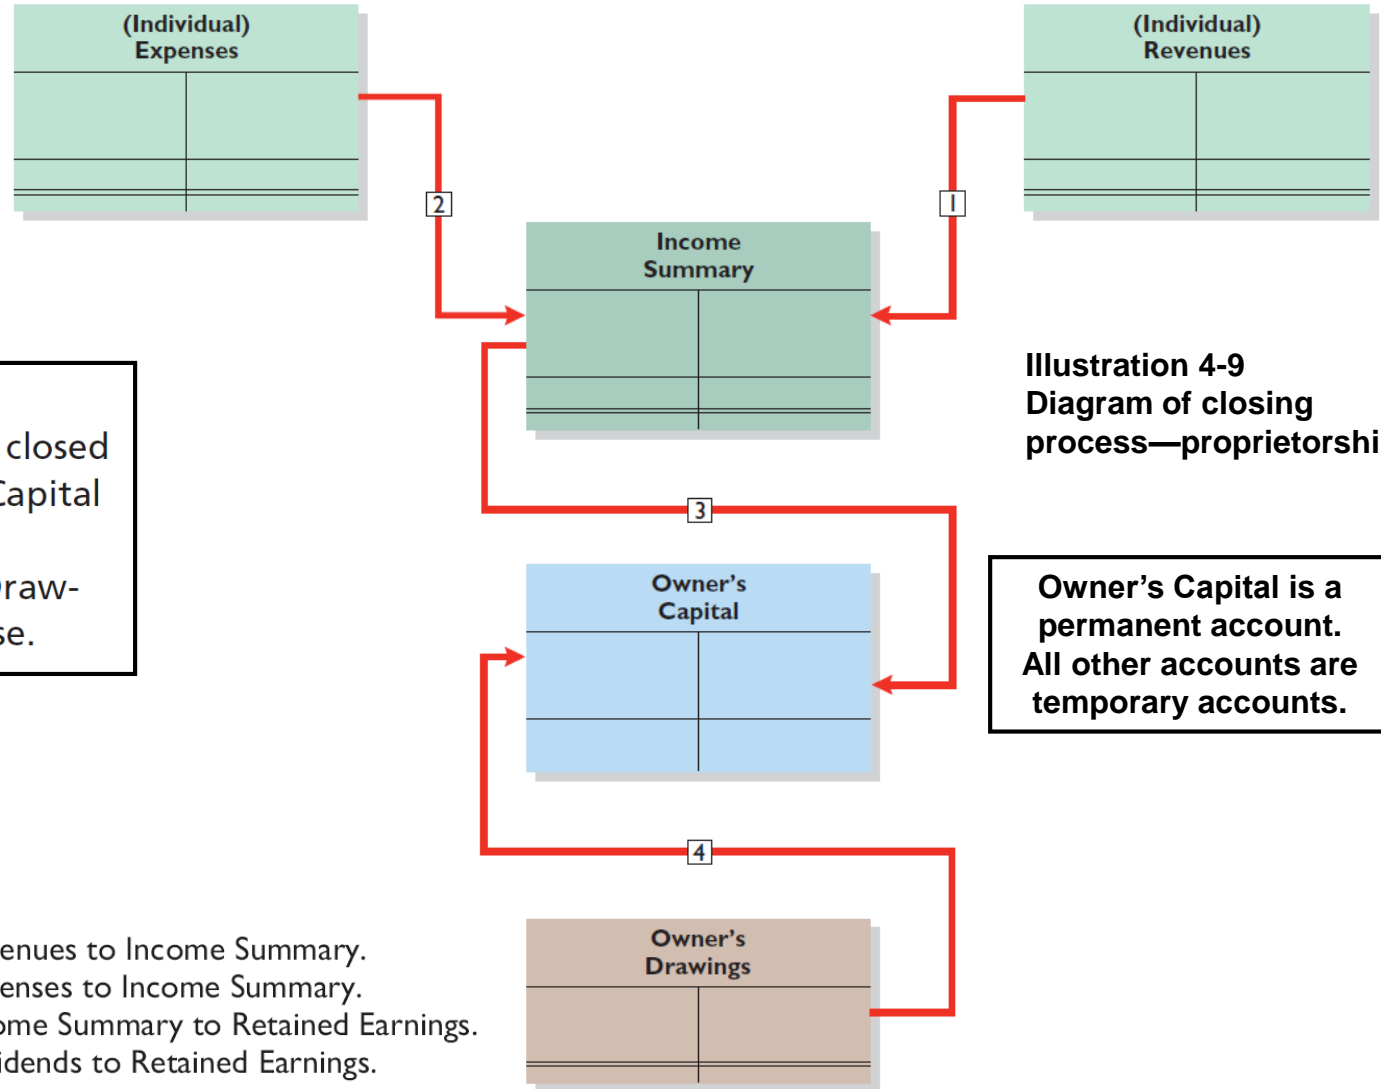 (Individual)
Expenses
(Individual)
Revenues
2
1
Income
Summary
Illustration 4-9
Diagram of closing
process—proprietorshi
closed
Capital
Draw-
se.
3
Owner's
Capital
Owner's Capital is a
permanent account.
All other accounts are
temporary accounts.
4
Owner's
Drawings
enues to Income Summary.
enses to Income Summary.
ome Summary to Retained Earnings.
idends to Retained Earnings.